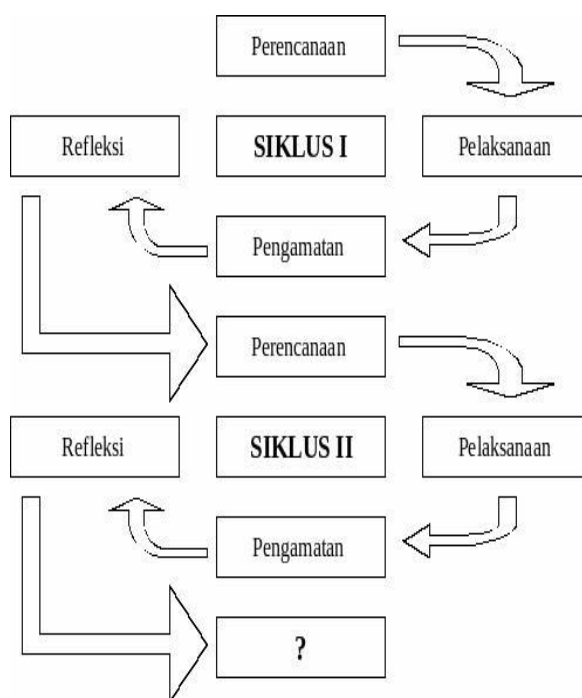 Perencanaan
Refleksi
SIKLUS I
Pelaksanaan
Pengamatan
Perencanaan
Refleksi
SIKLUS II
Pelaksanaan
Pengamatan
?